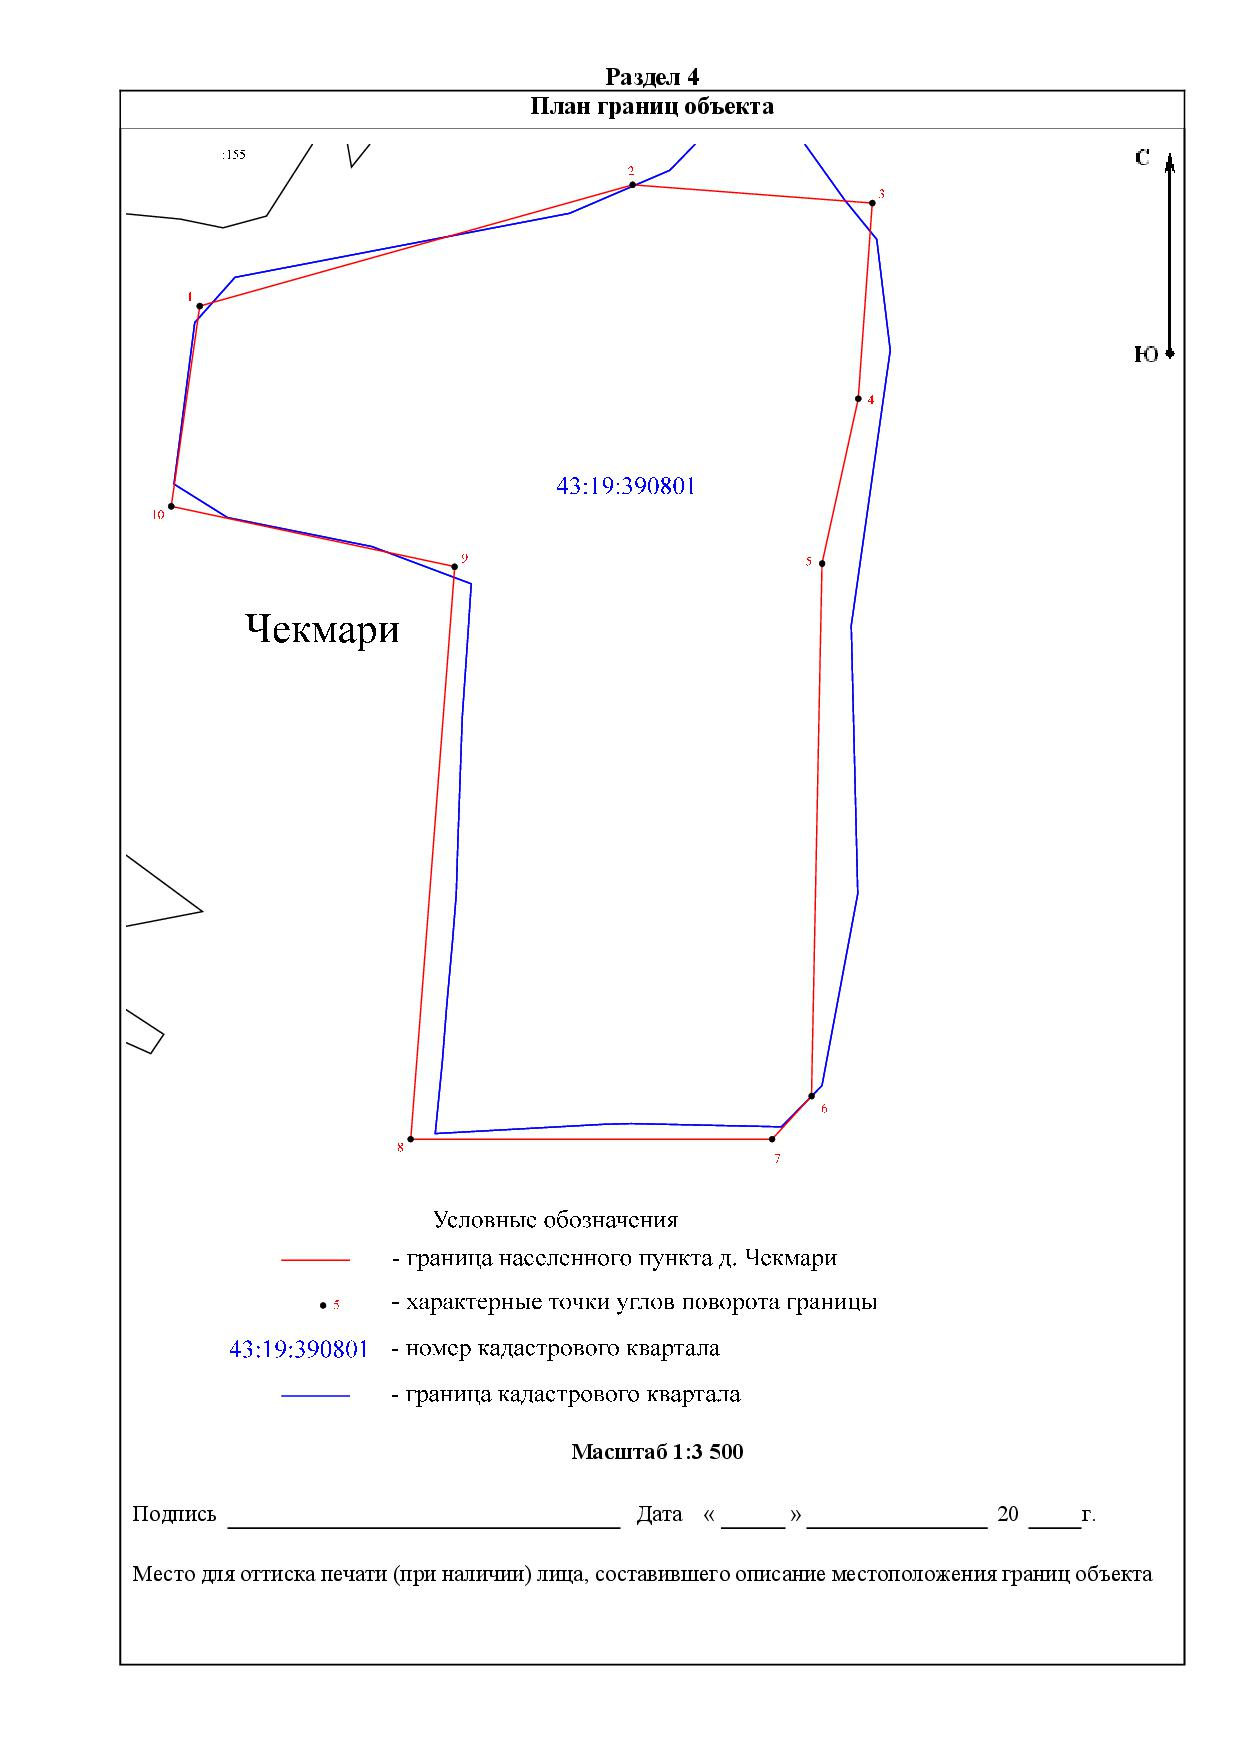 Раздел 4
План границ объекта
:155
С
2
3
1
Ю
4
43:19:390801
10
9
5
Чекмари
6
8
7
Условные обозначения
- граница населенного пункта д. Чекмари
5 - характерные точки углов поворота границы
43:19:390801 - номер кадастрового квартала
- граница кадастрового квартала
Масштаб 1:3 500
Подпись Дата « » 20 г.
Место для оттиска печати (при наличии) лица, составившего описание местоположения границ объекта